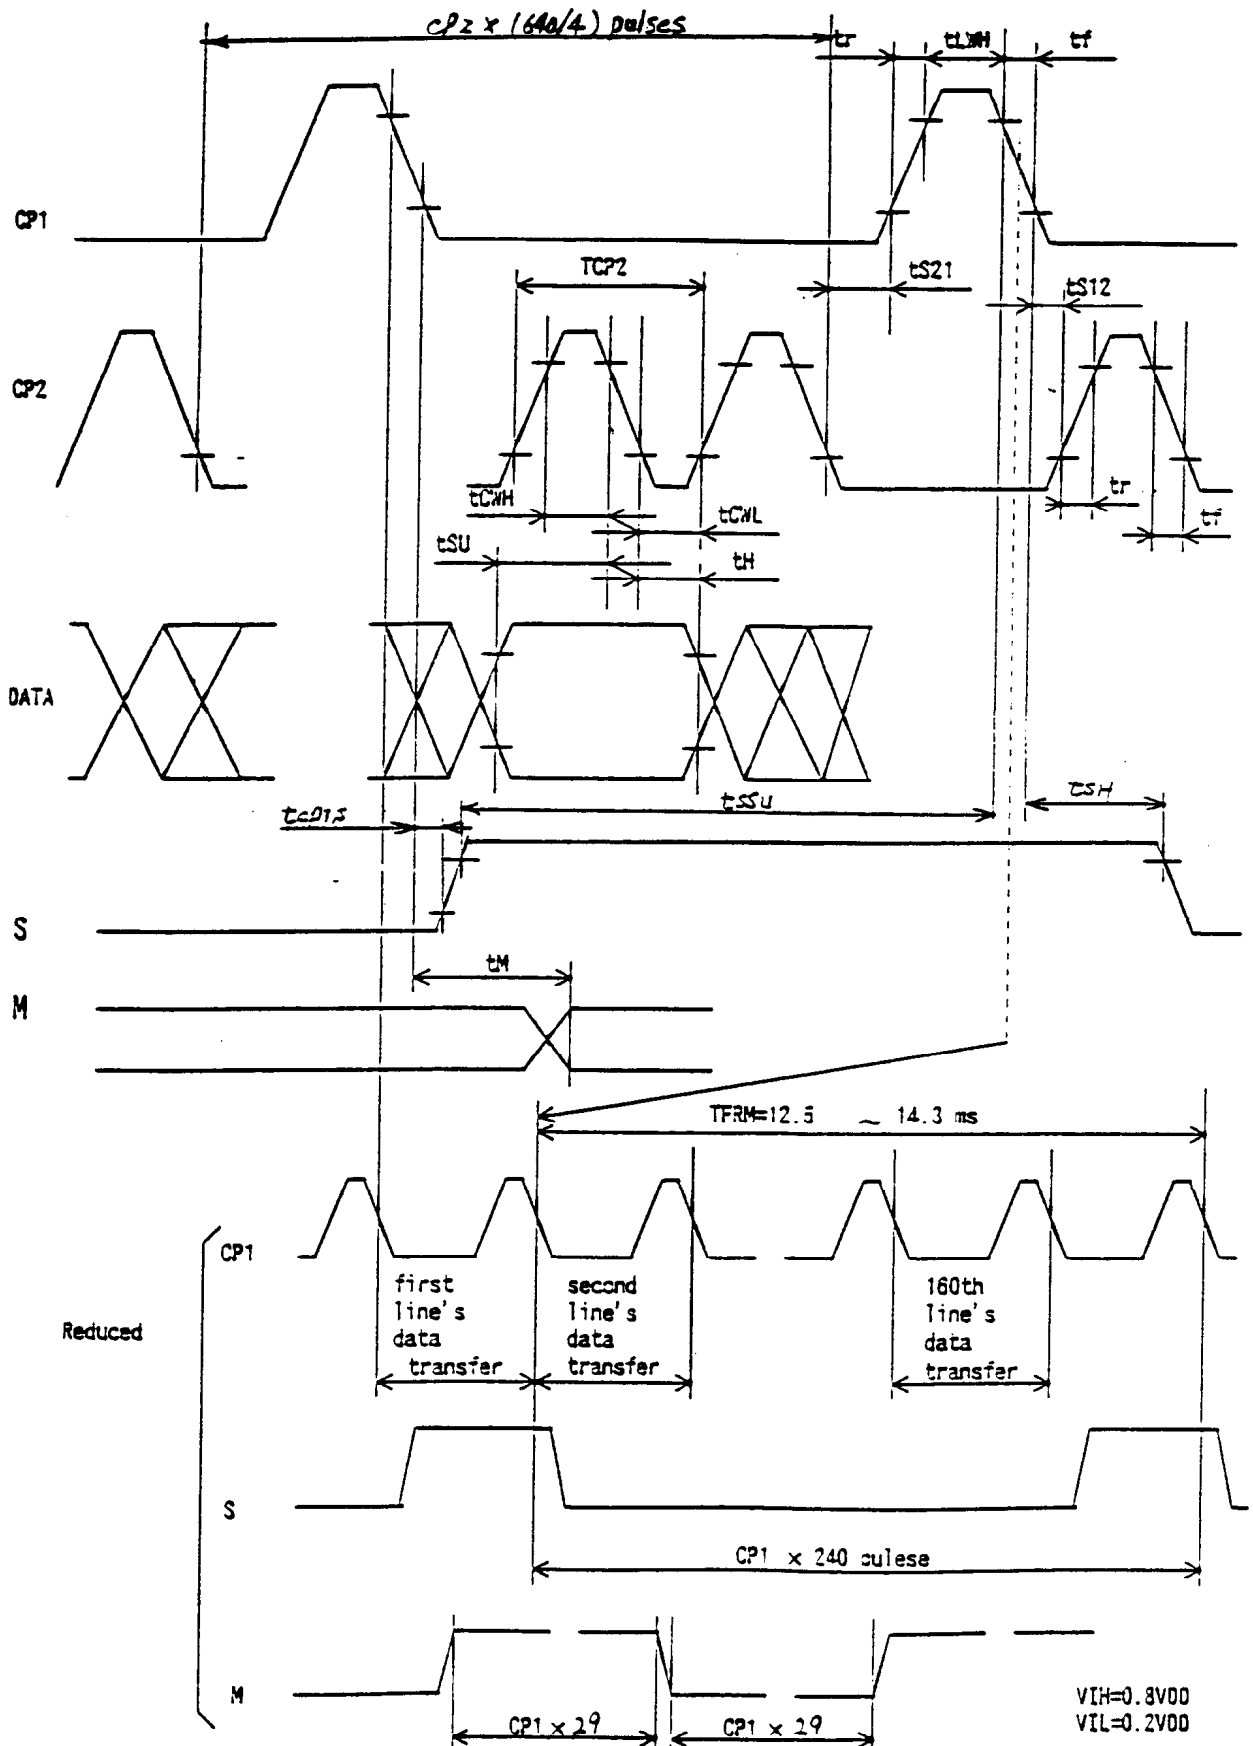 CP2 x (640/4) pulses
tr
tLWH
tf
CP1
tS21
TCP2
tS12
CP2
tCWH
tCWL
tr
tf
tSU
tH
DATA
tSSU
tSH
S
tM
M
TFRM=12.5 ~ 14.3 ms
CP1
first
line's
data
transfer
second
line's
data
transfer
160th
line's
data
transfer
Reduced
S
CP1 × 240 pulese
M
CP1 × 29
CP1 × 29
VIH=0.8VDD
VIL=0.2VDD